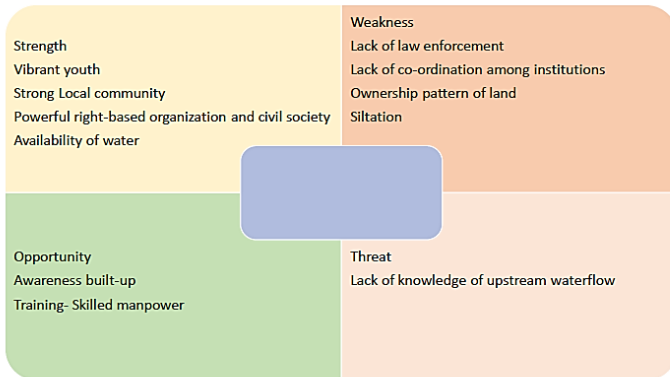 Strength
Vibrant youth
Strong Local community
Powerful right-based organization and civil society
Availability of water
Weakness
Lack of law enforcement
Lack of co-ordination among institutions
Ownership pattern of land
Siltation
Opportunity
Awareness built-up
Training- Skilled manpower
Threat
Lack of knowledge of upstream waterflow